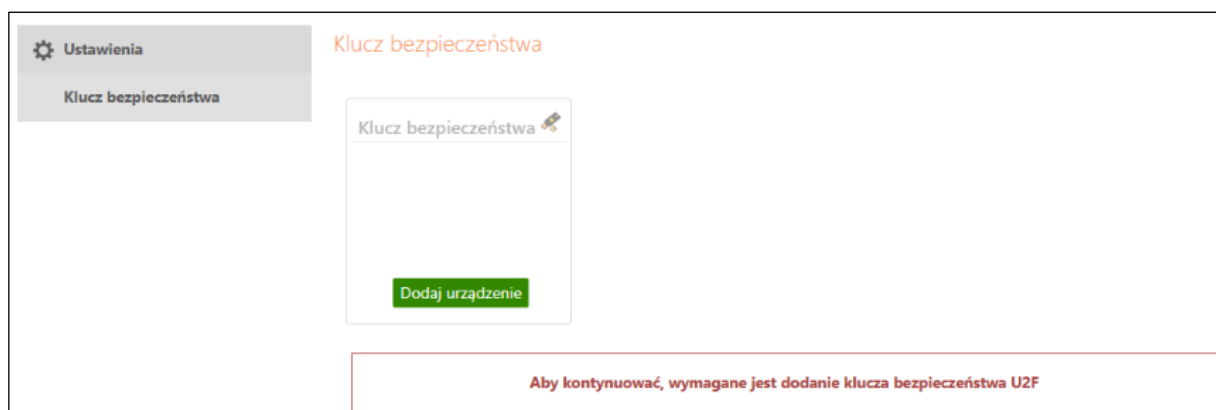 Ustawienia
Klucz bezpieczeństwa
Klucz bezpieczeństwa
Klucz bezpieczeństwa
Dodaj urządzenie
Aby kontynuować, wymagane jest dodanie klucza bezpieczeństwa U2F